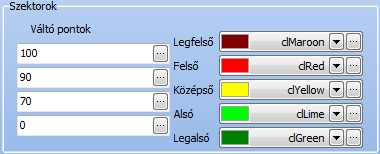 Szektorok
Váltó pontok
100
90
70
0
Legfelső clMaroon
Felső clRed
Középső clYellow
Alsó clLime
Legalsó clGreen